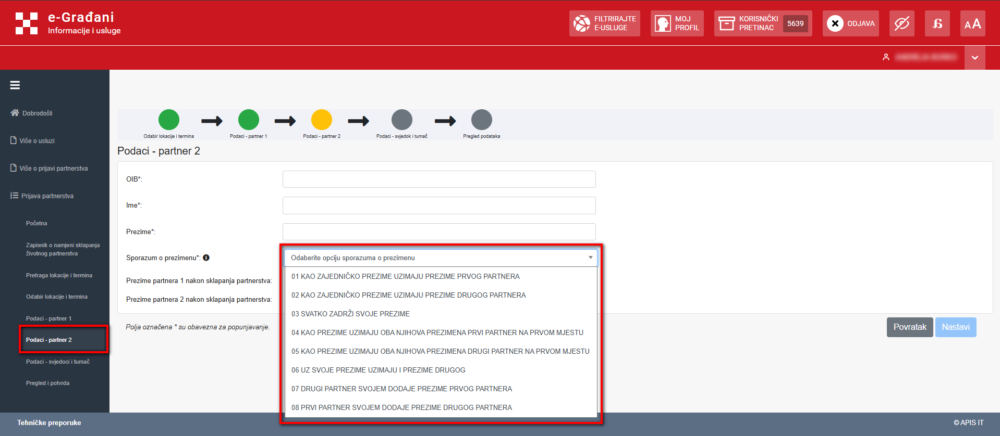 e-Građani
Informacije i usluge
FILTRIRAJTE
E-USLUGE
MOJ
PROFIL
KORISNIČKI
PRETINAC
5639
ODJAVA
AA
Dobrodošli
Više o usluzi
Više o prijavi partnerstva
Prijava partnerstva
Početna
Zapisnik o namjeni sklapanja
životnog partnerstva
Pretraga lokacije i termina
Odabir lokacije i termina
Podaci - partner 1
Podaci - partner 2
Podaci - svjedoci i tumač
Pregled i potvrda
Odabir lokacije i termina
Podaci - partner 1
Podaci - partner 2
Podaci - svjedok i tumač
Pregled podataka
Podaci - partner 2
OIB*:
Ime*:
Prezime*:
Sporazum o prezimenu*:
Odaberite opciju sporazuma o prezimenu
01 KAO ZAJEDNIČKO PREZIME UZIMAJU PREZIME PRVOG PARTNERA
02 KAO ZAJEDNIČKO PREZIME UZIMAJU PREZIME DRUGOG PARTNERA
03 SVATKO ZADRŽI SVOJE PREZIME
04 KAO PREZIME UZIMAJU OBA NJIHOVA PREZIMENA PRVI PARTNER NA PRVOM MJESTU
05 KAO PREZIME UZIMAJU OBA NJIHOVA PREZIMENA DRUGI PARTNER NA PRVOM MJESTU
06 UZ SVOJE PREZIME UZIMAJU I PREZIME DRUGOG
07 DRUGI PARTNER SVOJEM DODAJE PREZIME PRVOG PARTNERA
08 PRVI PARTNER SVOJEM DODAJE PREZIME DRUGOG PARTNERA
Prezime partnera 1 nakon sklapanja partnerstva:
Prezime partnera 2 nakon sklapanja partnerstva:
Polja označena * su obavezna za popunjavanje.
Povratak
Nastavi
Tehničke preporuke
© APIS IT